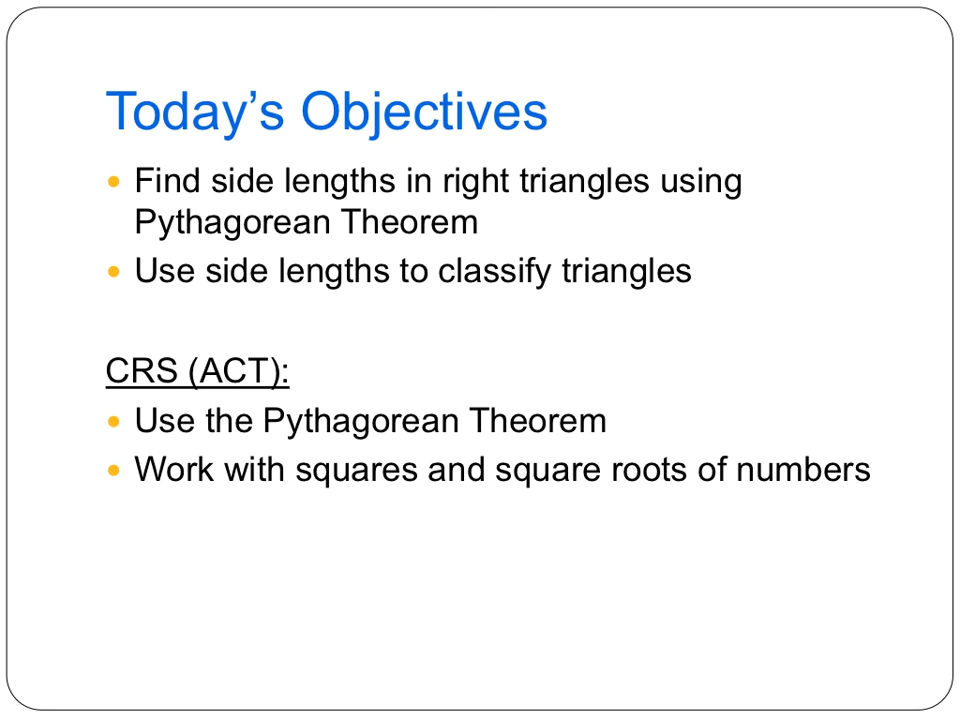 Today’s Objectives
Find side lengths in right triangles using
Pythagorean Theorem
Use side lengths to classify triangles
CRS (ACT):
Use the Pythagorean Theorem
Work with squares and square roots of numbers